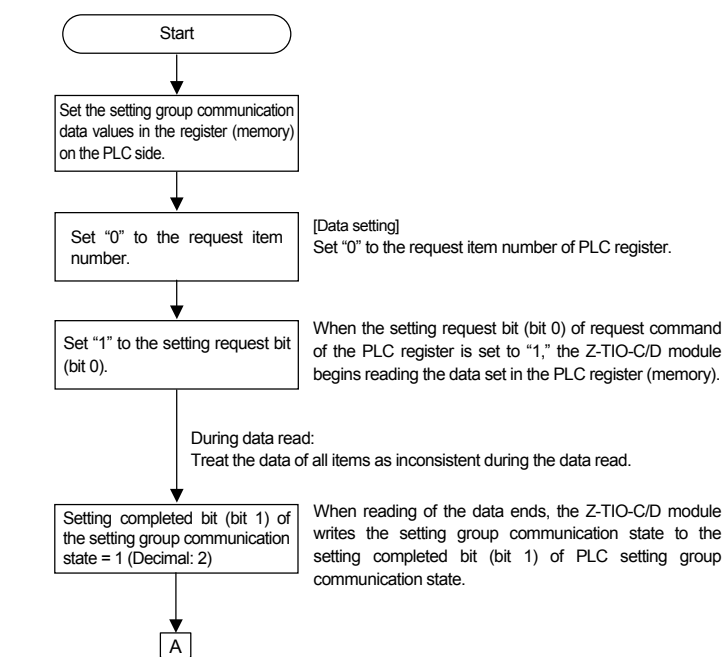 Start
Set the setting group communication
data values in the register (memory)
on the PLC side.
Set “0” to the request item
number.
[Data setting]
Set “0” to the request item number of PLC register.
Set “1” to the setting request bit
(bit 0).
When the setting request bit (bit 0) of request command
of the PLC register is set to “1,” the Z-TIO-C/D module
begins reading the data set in the PLC register (memory).
During data read:
Treat the data of all items as inconsistent during the data read.
Setting completed bit (bit 1) of
the setting group communication
state = 1 (Decimal: 2)
When reading of the data ends, the Z-TIO-C/D module
writes the setting group communication state to the
setting completed bit (bit 1) of PLC setting group
communication state.
A